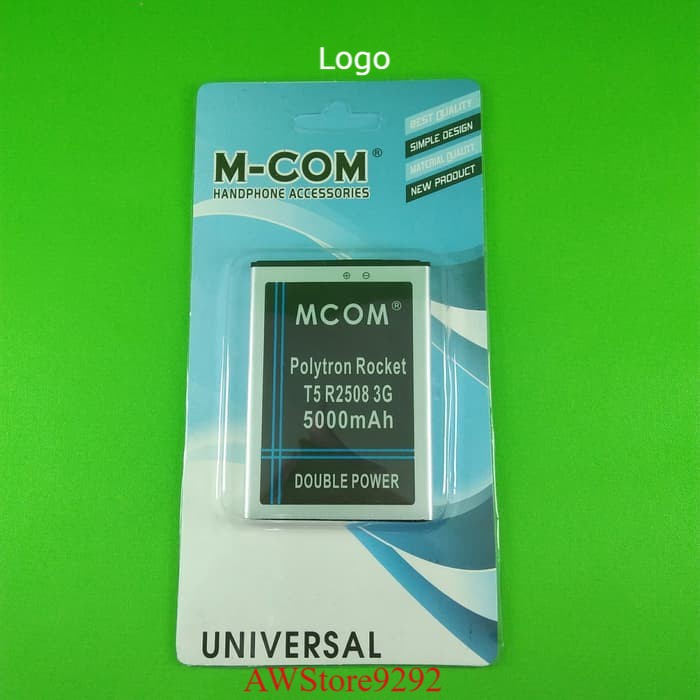 Logo
M-COM®
HANDPHONE ACCESSORIES
BEST QUALITY
SIMPLE DESIGN
MATERIAL QUALITY
NEW PRODUCT
MCOM®
Polytron Rocket
T5 R2508 3G
5000mAh
DOUBLE POWER
UNIVERSAL
AWStore9292